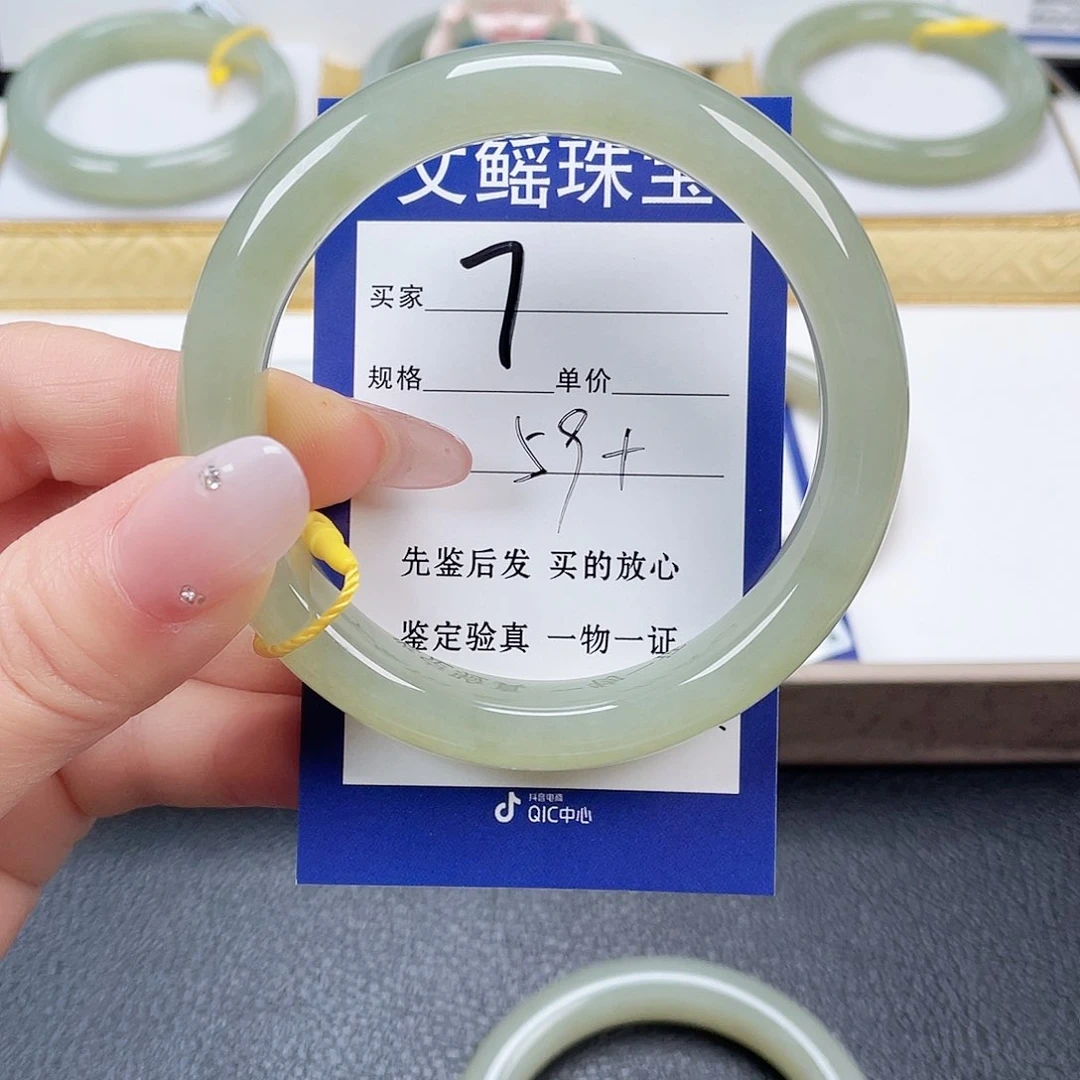 文鳐珠宝
买家 7
规格 单价
59+
先鉴后发 买的放心
鉴定验真 一物一证
抖音电商
QIC中心